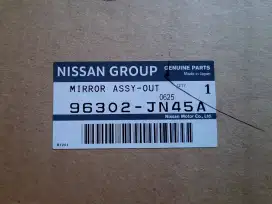 NISSAN GROUP GENUINE PARTS
Made in Japan
MIRROR ASSY-OUT
0625
1
96302-JN45A
Nissan Motor Co., Ltd.